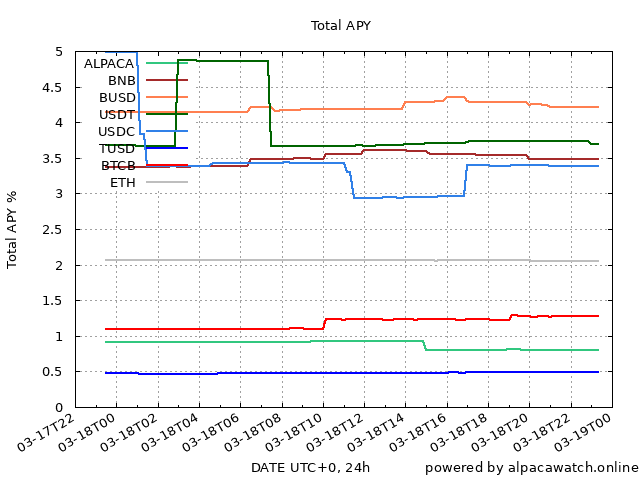 Total APY
Total APY %
5
4.5
4
3.5
3
2.5
2
1.5
1
0.5
0
ALPACA
BNB
BUSD
USDT
USDC
TUSD
BTCB
ETH
03-17T22
03-18T00
03-18T02
03-18T04
03-18T06
03-18T08
03-18T10
03-18T12
03-18T14
03-18T16
03-18T18
03-18T20
03-18T22
03-19T00
DATE UTC+0, 24h
powered by alpacawatch.online